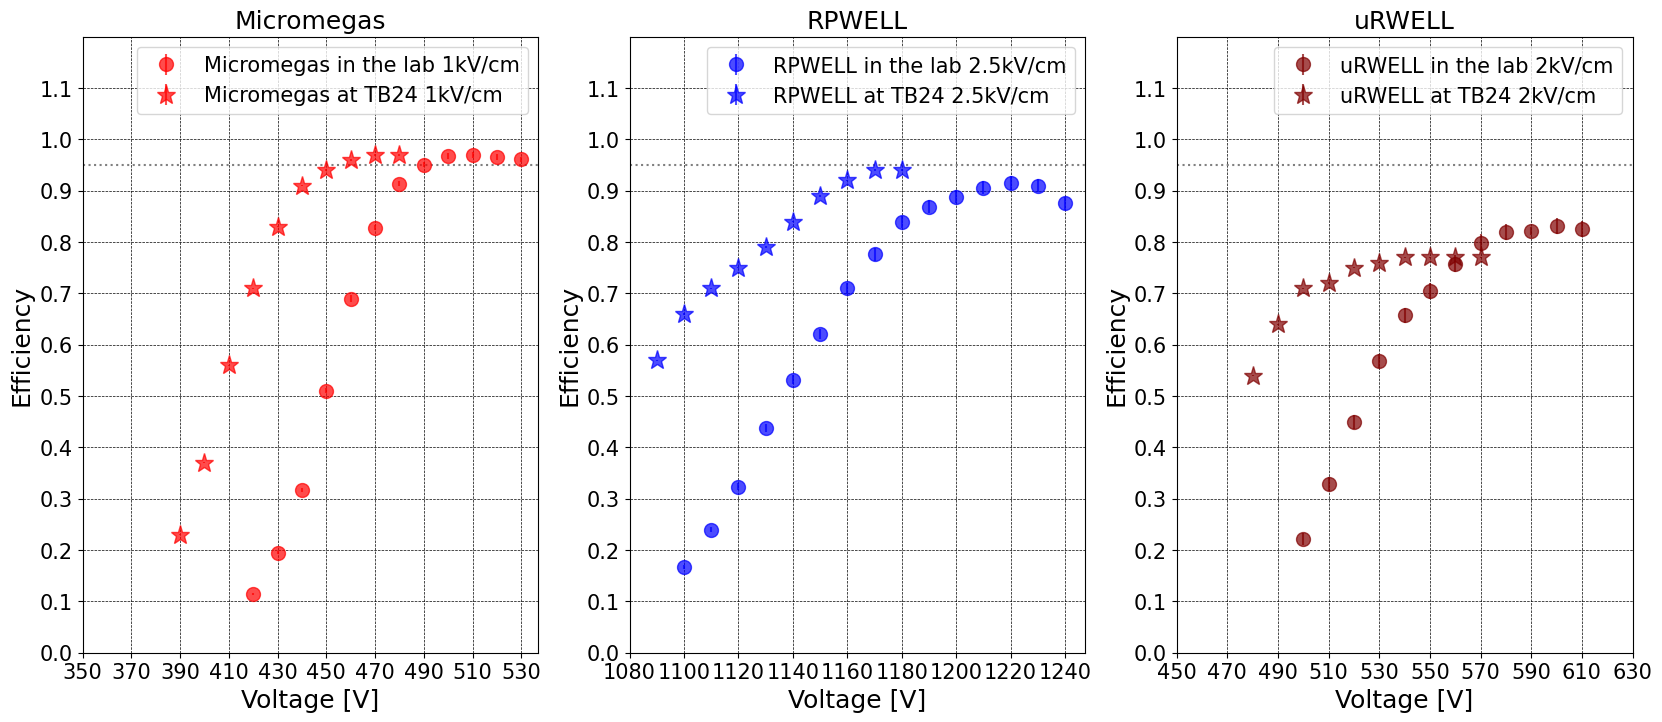 Micromegas
Micromegas in the lab 1kV/cm
Micromegas at TB24 1kV/cm
Efficiency
1.1
1.0
0.9
0.8
0.7
0.6
0.5
0.4
0.3
0.2
0.1
0.0
350 370 390 410 430 450 470 490 510 530
Voltage [V]
RPWELL
RPWELL in the lab 2.5kV/cm
RPWELL at TB24 2.5kV/cm
Efficiency
1.1
1.0
0.9
0.8
0.7
0.6
0.5
0.4
0.3
0.2
0.1
0.0
1080 1100 1120 1140 1160 1180 1200 1220 1240
Voltage [V]
uRWELL
uRWELL in the lab 2kV/cm
uRWELL at TB24 2kV/cm
Efficiency
1.1
1.0
0.9
0.8
0.7
0.6
0.5
0.4
0.3
0.2
0.1
0.0
450 470 490 510 530 550 570 590 610 630
Voltage [V]